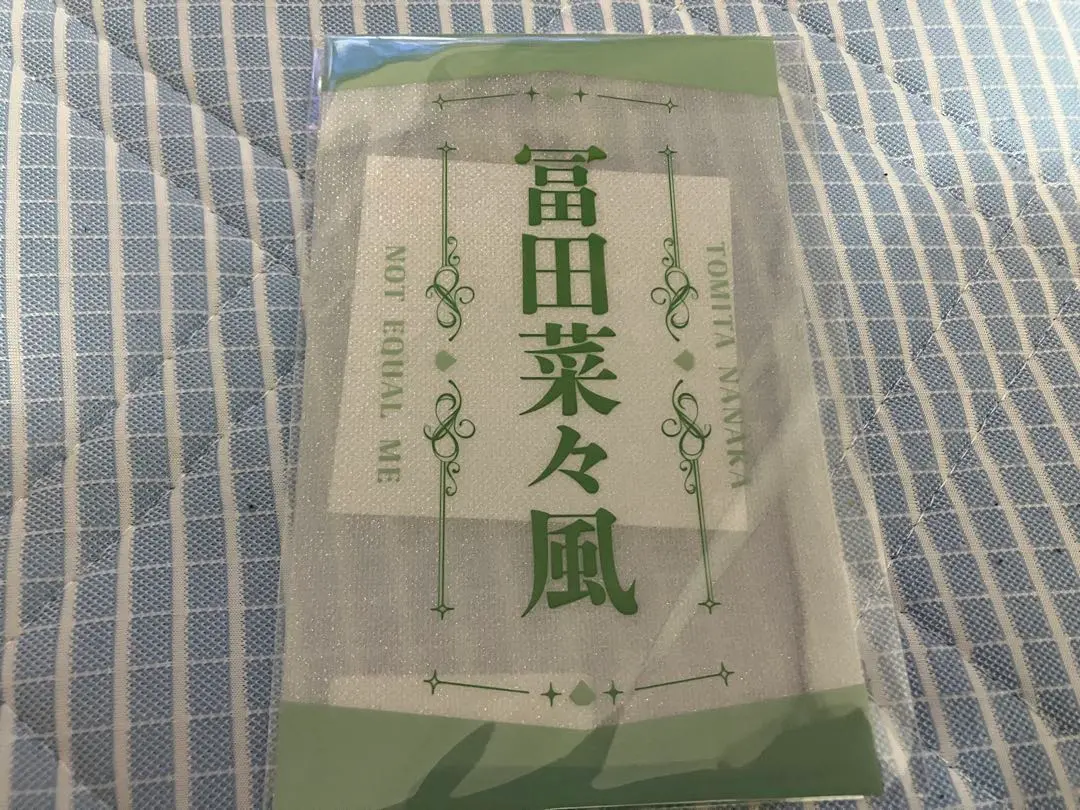 TOMITA NANAKA
冨田菜々風
NOT EQUAL ME